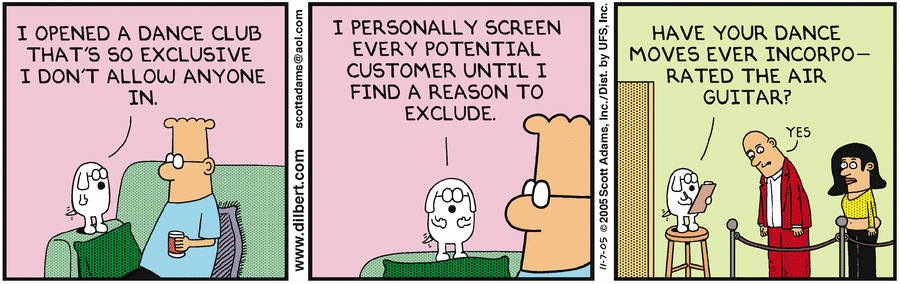 I OPENED A DANCE CLUB
THAT'S SO EXCLUSIVE
I DON'T ALLOW ANYONE
IN.
www.dilbert.com scottadams@aol.com
I PERSONALLY SCREEN
EVERY POTENTIAL
CUSTOMER UNTIL I
FIND A REASON TO
EXCLUDE.
11-7-05 © 2005 Scott Adams, Inc./Dist. by UFS, Inc.
HAVE YOUR DANCE
MOVES EVER INCORPO-
RATED THE AIR
GUITAR?
YES